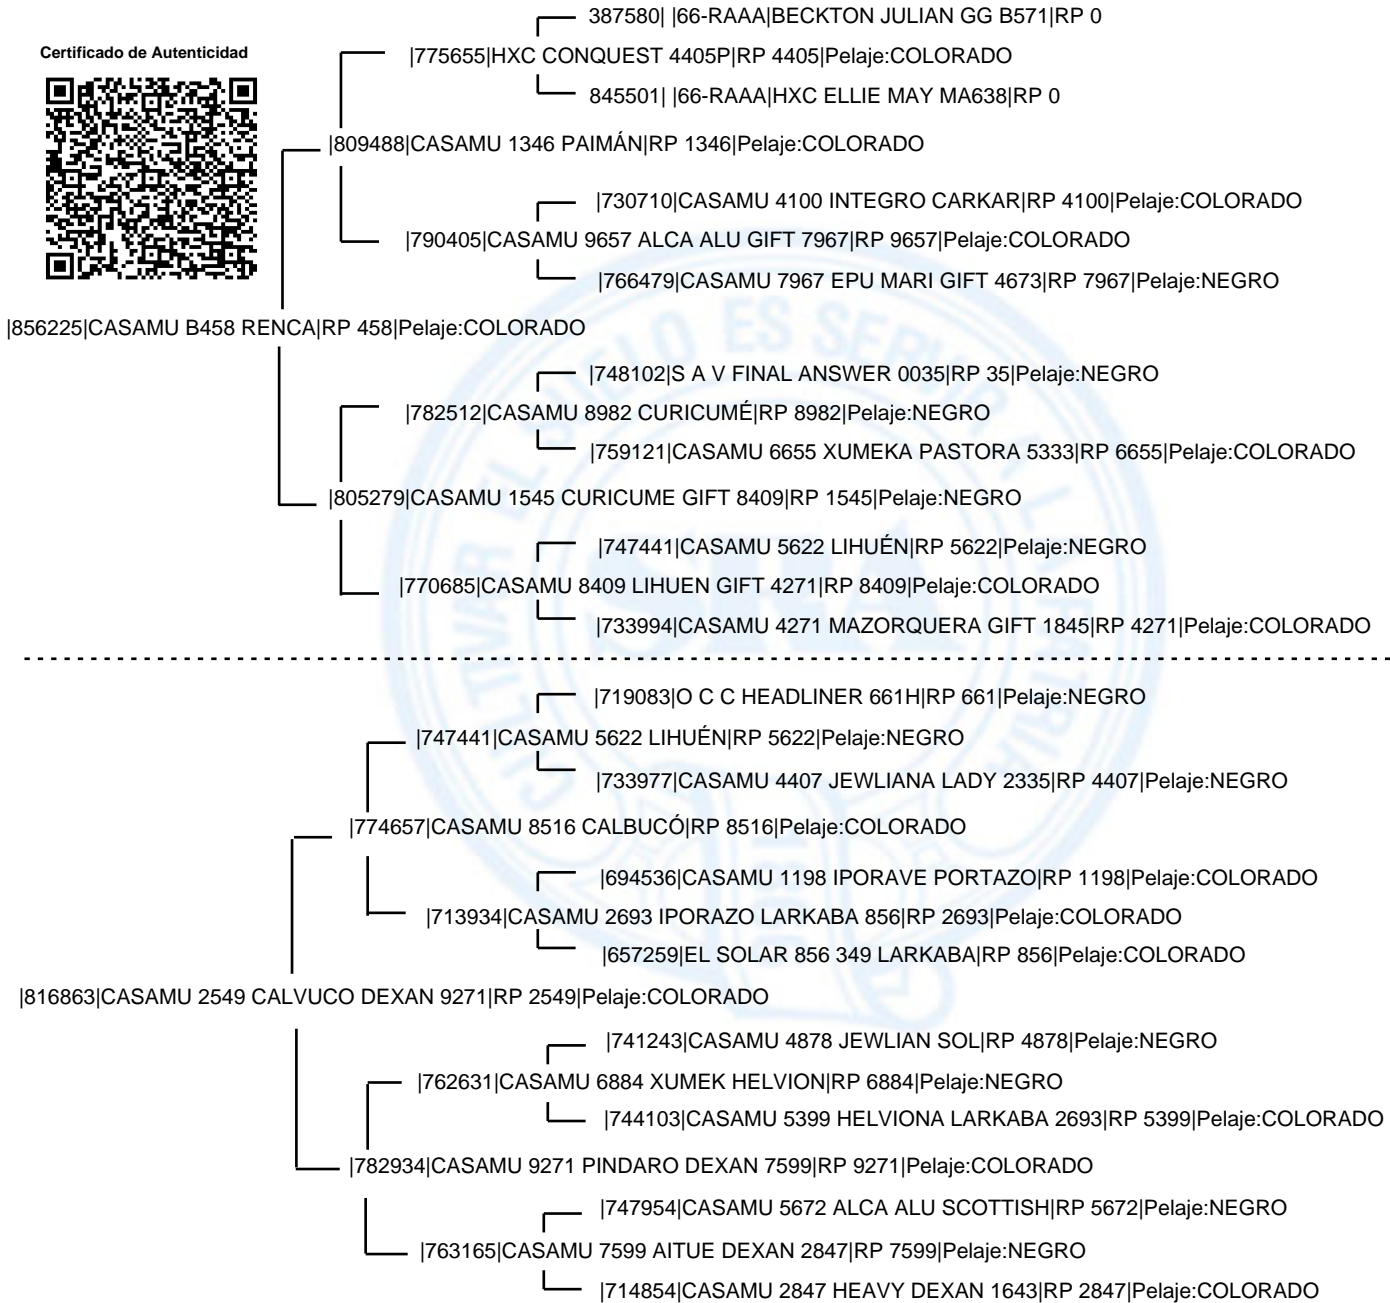 387580| |66-RAAA|BECKTON JULIAN GG B571|RP 0
Certificado de Autenticidad
|775655|HXC CONQUEST 4405P|RP 4405|Pelaje:COLORADO
845501| |66-RAAA|HXC ELLIE MAY MA638|RP 0
|809488|CASAMU 1346 PAIMÁN|RP 1346|Pelaje:COLORADO
|730710|CASAMU 4100 INTEGRO CARKAR|RP 4100|Pelaje:COLORADO
|790405|CASAMU 9657 ALCA ALU GIFT 7967|RP 9657|Pelaje:COLORADO
|766479|CASAMU 7967 EPU MARI GIFT 4673|RP 7967|Pelaje:NEGRO
|856225|CASAMU B458 RENCA|RP 458|Pelaje:COLORADO
|748102|S A V FINAL ANSWER 0035|RP 35|Pelaje:NEGRO
|782512|CASAMU 8982 CURICUMÉ|RP 8982|Pelaje:NEGRO
|759121|CASAMU 6655 XUMEKA PASTORA 5333|RP 6655|Pelaje:COLORADO
|805279|CASAMU 1545 CURICUME GIFT 8409|RP 1545|Pelaje:NEGRO
|747441|CASAMU 5622 LIHUÉN|RP 5622|Pelaje:NEGRO
|770685|CASAMU 8409 LIHUEN GIFT 4271|RP 8409|Pelaje:COLORADO
|733994|CASAMU 4271 MAZORQUERA GIFT 1845|RP 4271|Pelaje:COLORADO
|719083|O C C HEADLINER 661H|RP 661|Pelaje:NEGRO
|747441|CASAMU 5622 LIHUÉN|RP 5622|Pelaje:NEGRO
|733977|CASAMU 4407 JEWLIANA LADY 2335|RP 4407|Pelaje:NEGRO
|774657|CASAMU 8516 CALBUCÓ|RP 8516|Pelaje:COLORADO
|694536|CASAMU 1198 IPORAVE PORTAZO|RP 1198|Pelaje:COLORADO
|713934|CASAMU 2693 IPORAZO LARKABA 856|RP 2693|Pelaje:COLORADO
|657259|EL SOLAR 856 349 LARKABA|RP 856|Pelaje:COLORADO
|816863|CASAMU 2549 CALVUCO DEXAN 9271|RP 2549|Pelaje:COLORADO
|741243|CASAMU 4878 JEWLIAN SOL|RP 4878|Pelaje:NEGRO
|762631|CASAMU 6884 XUMEK HELVION|RP 6884|Pelaje:NEGRO
|744103|CASAMU 5399 HELVIONA LARKABA 2693|RP 5399|Pelaje:COLORADO
|782934|CASAMU 9271 PINDARO DEXAN 7599|RP 9271|Pelaje:COLORADO
|747954|CASAMU 5672 ALCA ALU SCOTTISH|RP 5672|Pelaje:NEGRO
|763165|CASAMU 7599 AITUE DEXAN 2847|RP 7599|Pelaje:NEGRO
|714854|CASAMU 2847 HEAVY DEXAN 1643|RP 2847|Pelaje:COLORADO
CULTIVAR EL SUELO ES SERVIR A LA PATRIA
SRA
1866